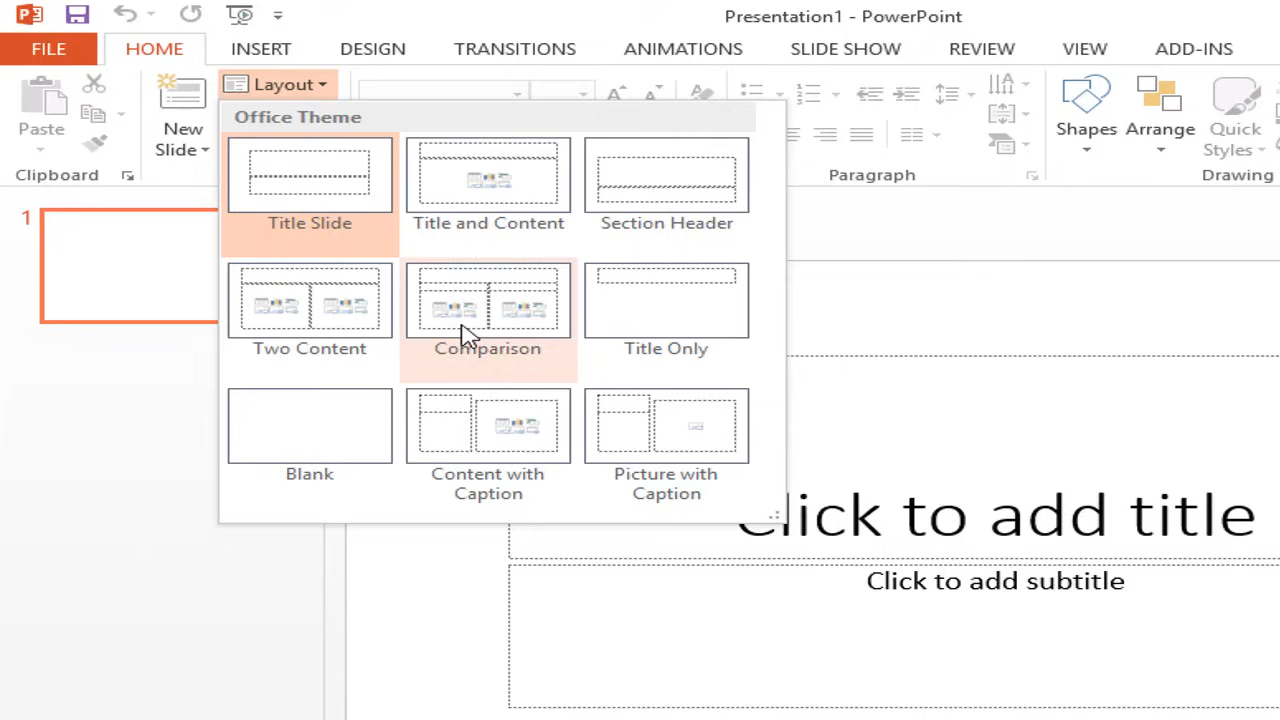 Presentation1 - PowerPoint
FILE HOME INSERT DESIGN TRANSITIONS ANIMATIONS SLIDE SHOW REVIEW VIEW ADD-INS
Layout
Paste
New
Slide
Shapes Arrange Quick
Styles
Clipboard
Paragraph
Drawing
Office Theme
Title Slide
Title and Content
Section Header
Two Content
Comparison
Title Only
Blank
Content with
Caption
Picture with
Caption
1
Click to add title
Click to add subtitle